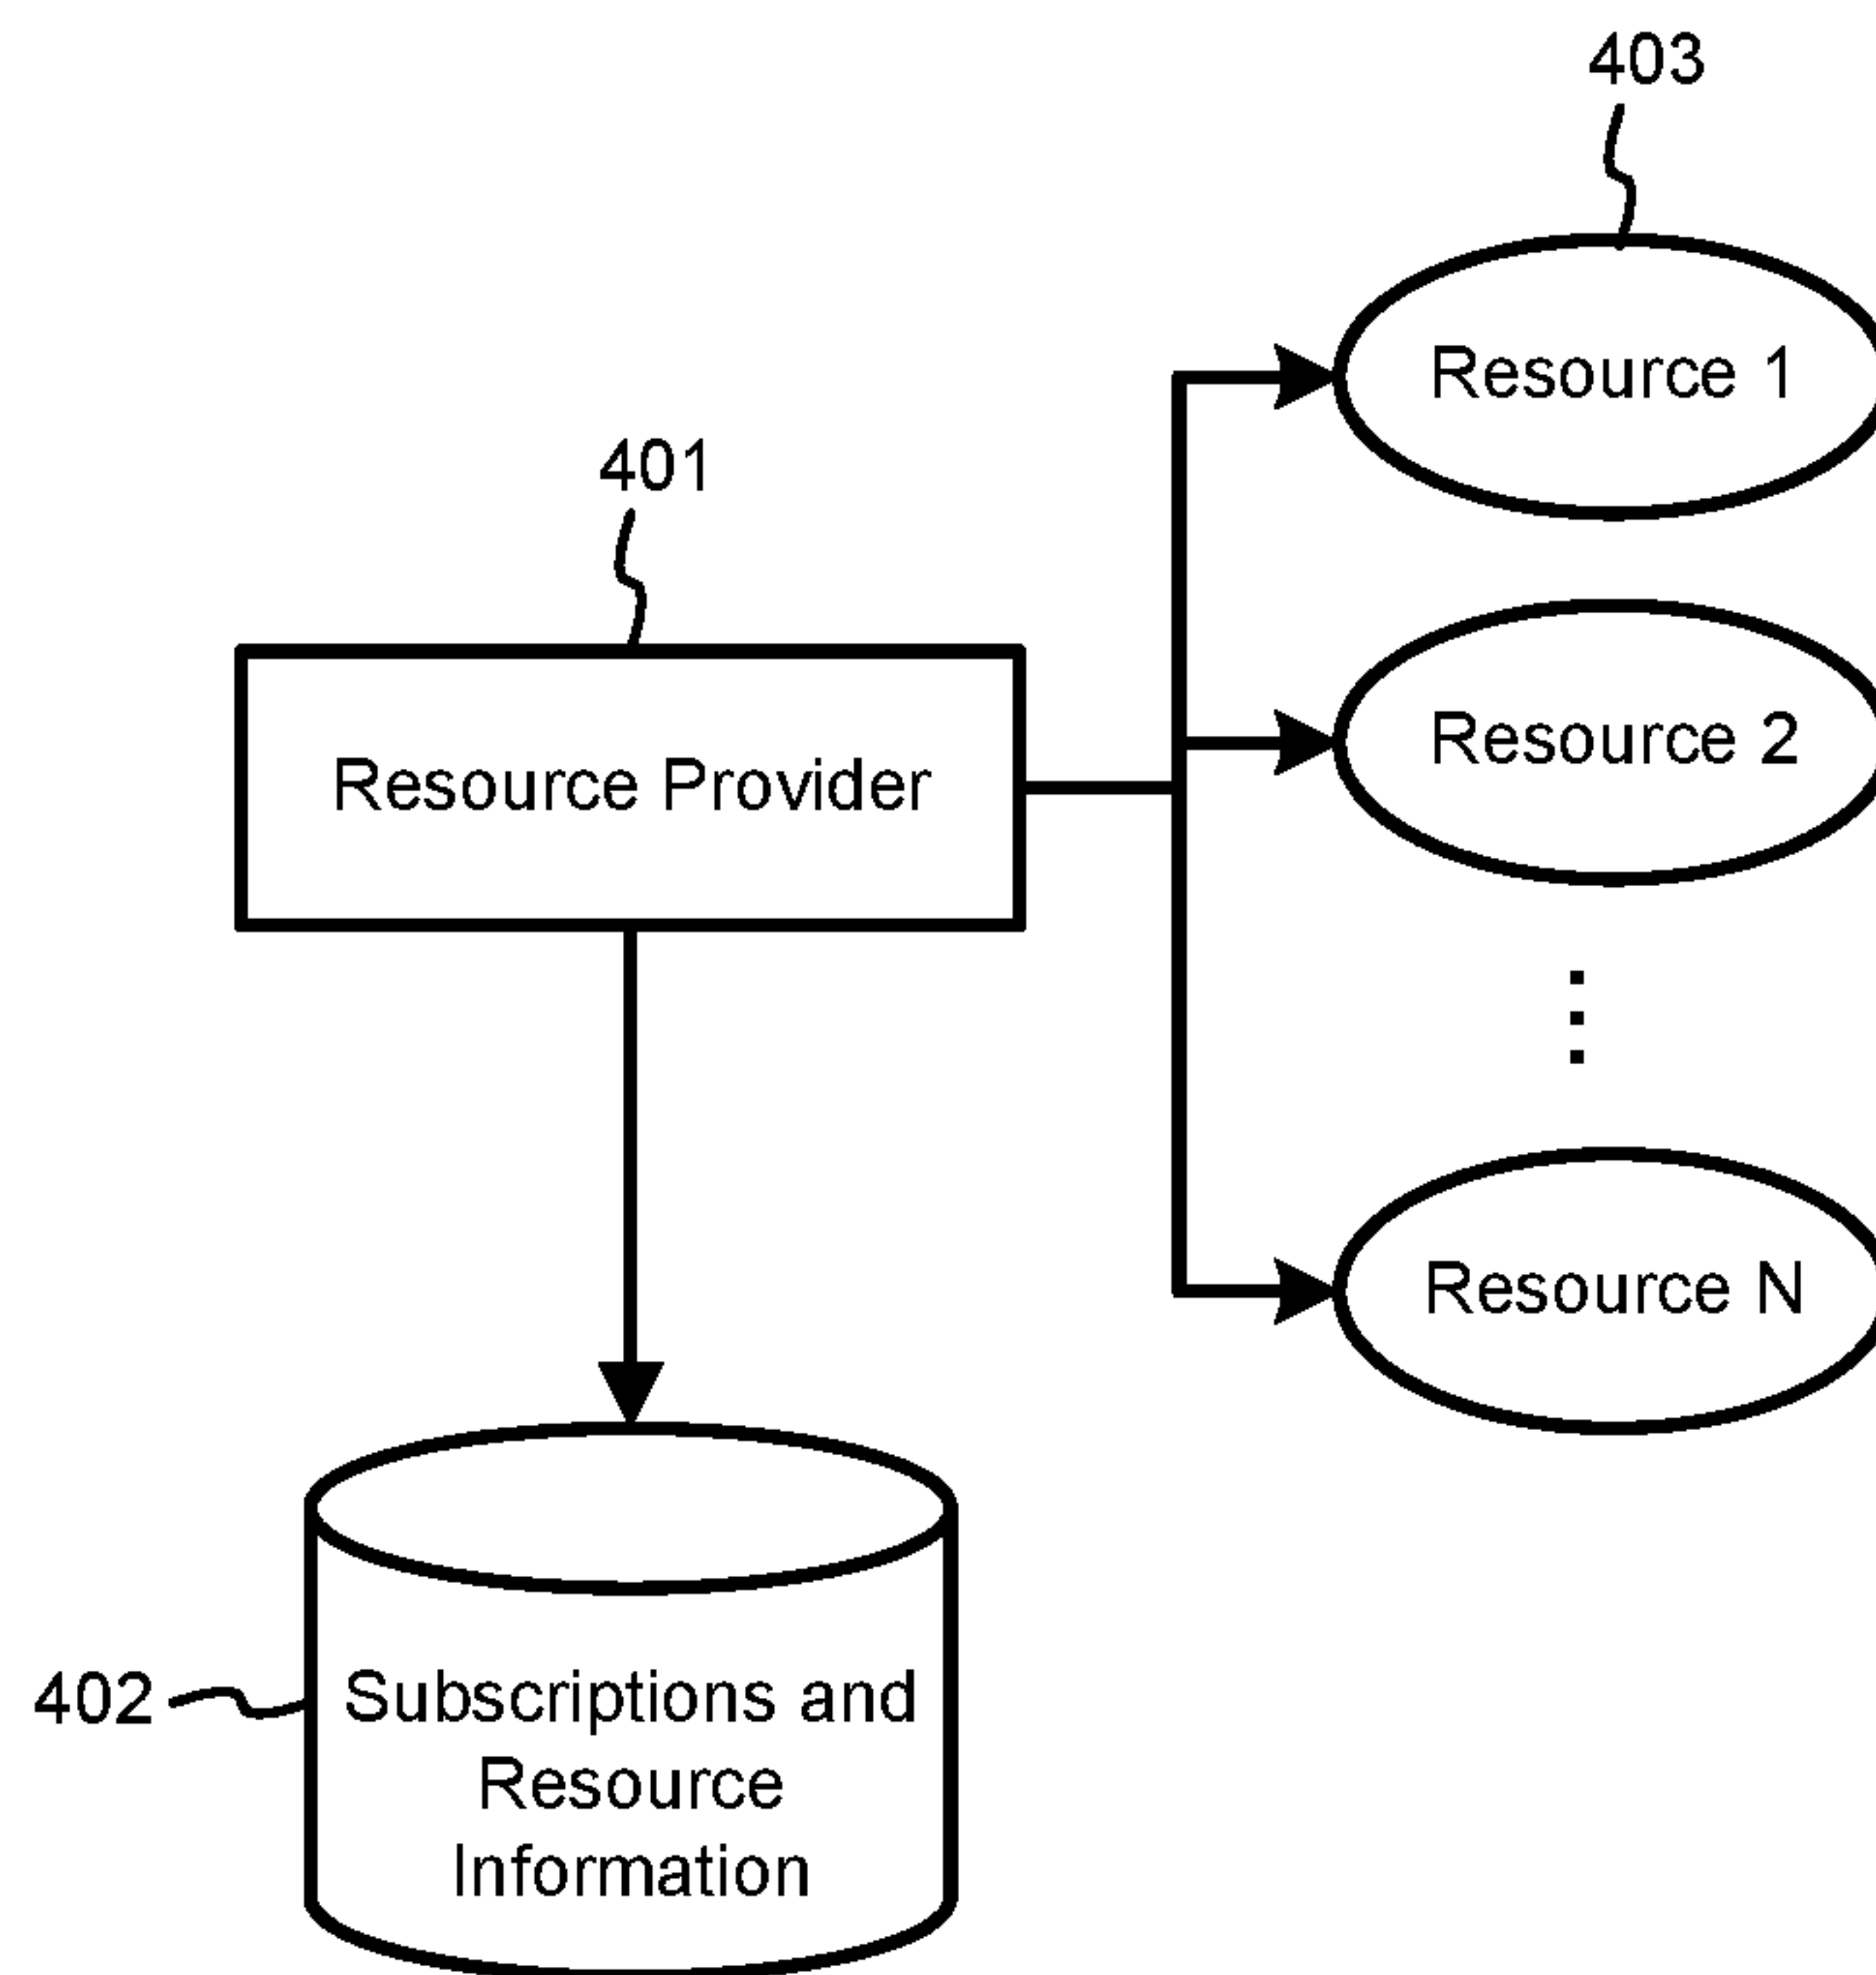 403
Resource 1
401
Resource 2
Resource Provider
Resource N
402
Subscriptions and
Resource
Information